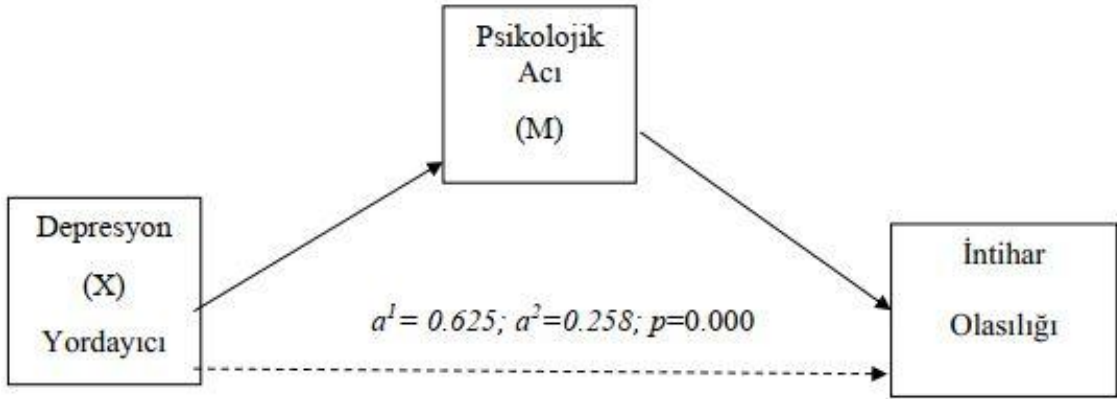 Psikolojik
Acı
(M)
Depresyon
(X)
Yordayıcı
a¹= 0.625; a²=0.258; p=0.000
İntihar
Olasılığı